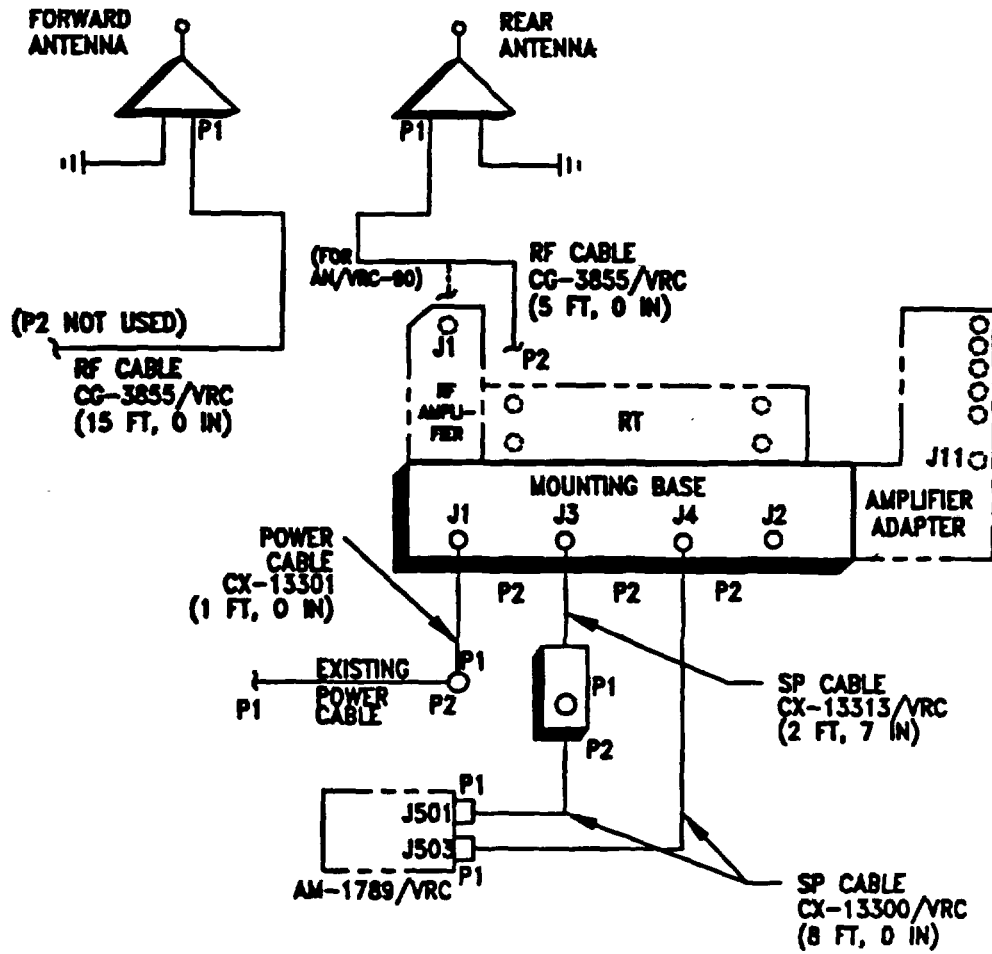 FORWARD
ANTENNA
REAR
ANTENNA
P1
P1
(FOR
AN/VRC-90)
RF CABLE
CG-3855/VRC
(5 FT, 0 IN)
(P2 NOT USED)
RF CABLE
CG-3855/VRC
(15 FT, 0 IN)
J1
P2
RF
AMPLI-
FIER
RT
J11
MOUNTING BASE
J1
J3
J4
J2
AMPLIFIER
ADAPTER
POWER
CABLE
CX-13301
(1 FT, 0 IN)
P2
P2
P2
P1
EXISTING
POWER
CABLE
P1
P2
P1
P2
SP CABLE
CX-13313/VRC
(2 FT, 7 IN)
P1
J501
J503
P1
AM-1789/VRC
SP CABLE
CX-13300/VRC
(8 FT, 0 IN)